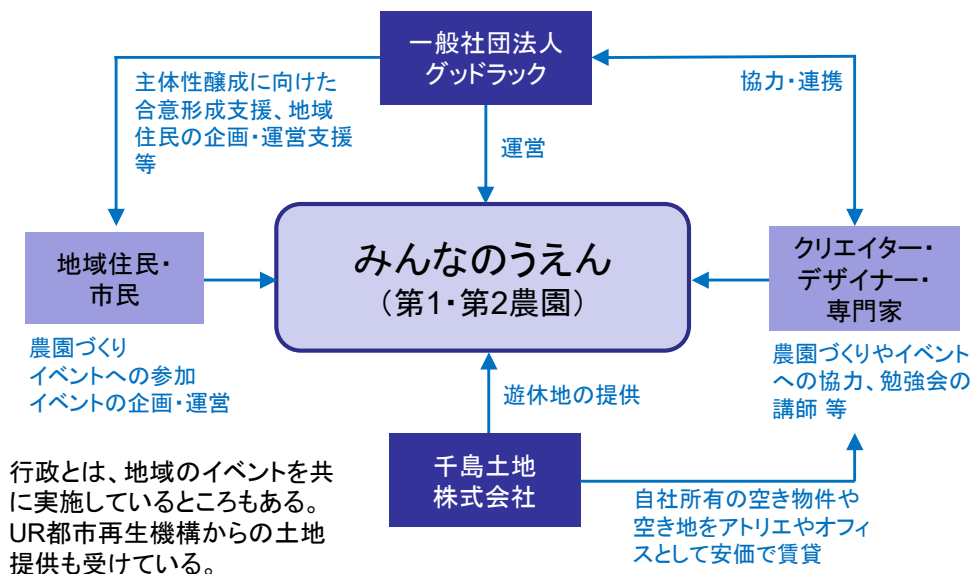 一般社団法人
グッドラック
主体性醸成に向けた
合意形成支援、地域
住民の企画・運営支援
等
協力・連携
運営
地域住民・
市民
みんなのうえん
（第1・第2農園）
クリエイター・
デザイナー・
専門家
農園づくり
イベントへの参加
イベントの企画・運営
農園づくりやイベント
への協力、勉強会の
講師 等
遊休地の提供
千島土地
株式会社
自社所有の空き物件や
空き地をアトリエやオフィ
スとして安価で賃貸
行政とは、地域のイベントを共
に実施しているところもある。
UR都市再生機構からの土地
提供も受けている。